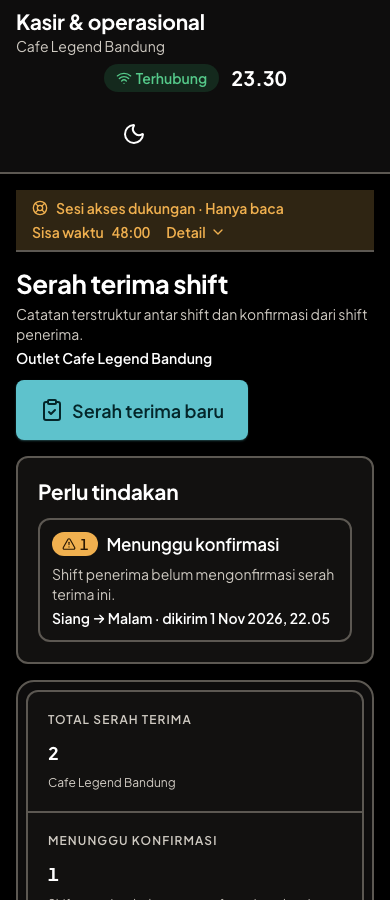 Kasir & operasional
Cafe Legend Bandung
Terhubung 23.30
Sesi akses dukungan · Hanya baca
Sisa waktu 48:00 Detail
Serah terima shift
Catatan terstruktur antar shift dan konfirmasi dari shift
penerima.
Outlet Cafe Legend Bandung
Serah terima baru
Perlu tindakan
1 Menunggu konfirmasi
Shift penerima belum mengonfirmasi serah
terima ini.
Siang → Malam · dikirim 1 Nov 2026, 22.05
TOTAL SERAH TERIMA
2
Cafe Legend Bandung
MENUNGGU KONFIRMASI
1